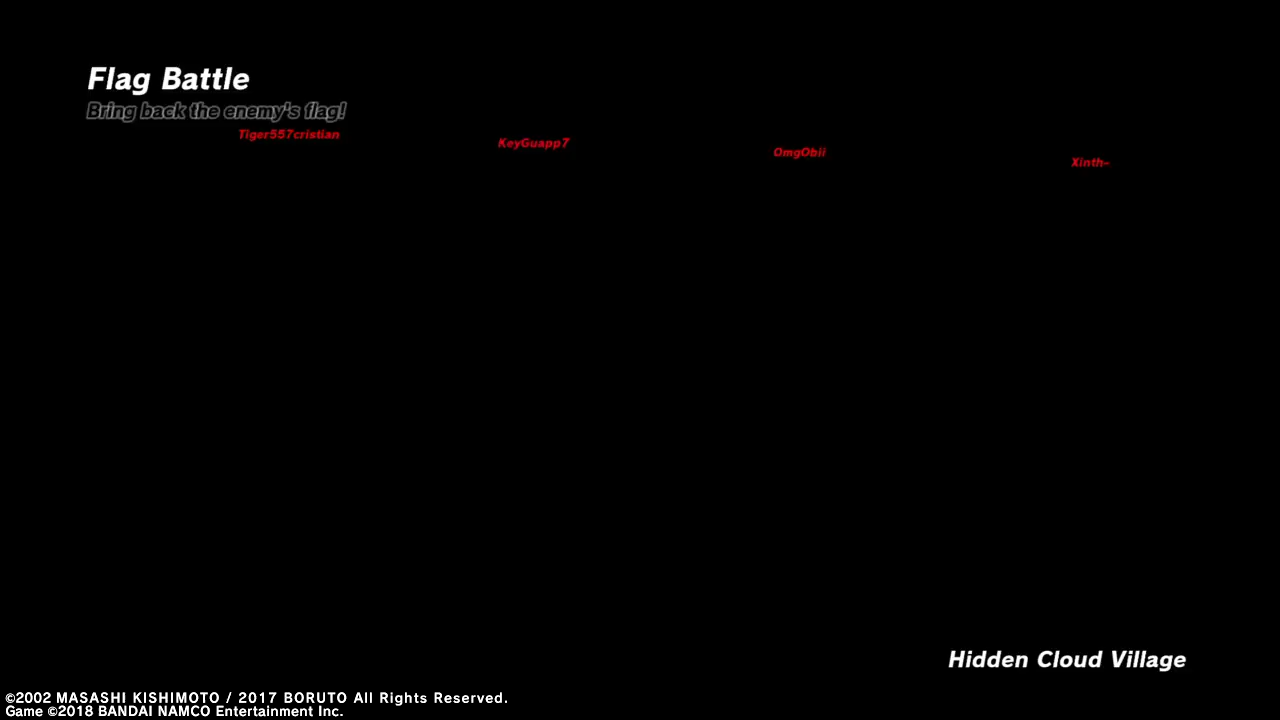 Flag Battle
Bring back the enemy's flag!
Tiger557cristian
KeyGuapp7
OmgObii
Xinth-
Hidden Cloud Village
©2002 MASASHI KISHIMOTO / 2017 BORUTO All Rights Reserved.
Game ©2018 BANDAI NAMCO Entertainment Inc.